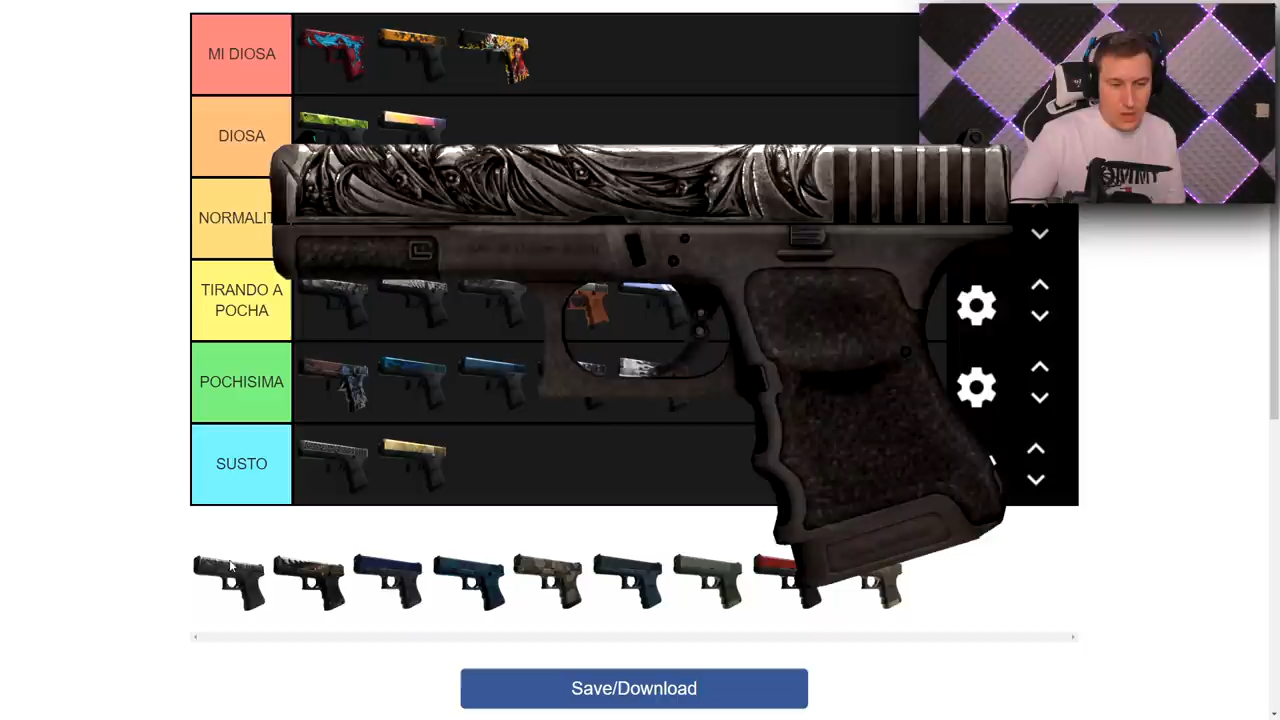 MI DIOSA
DIOSA
NORMALIT
TIRANDO A
POCHA
POCHISIMA
SUSTO
Save/Download